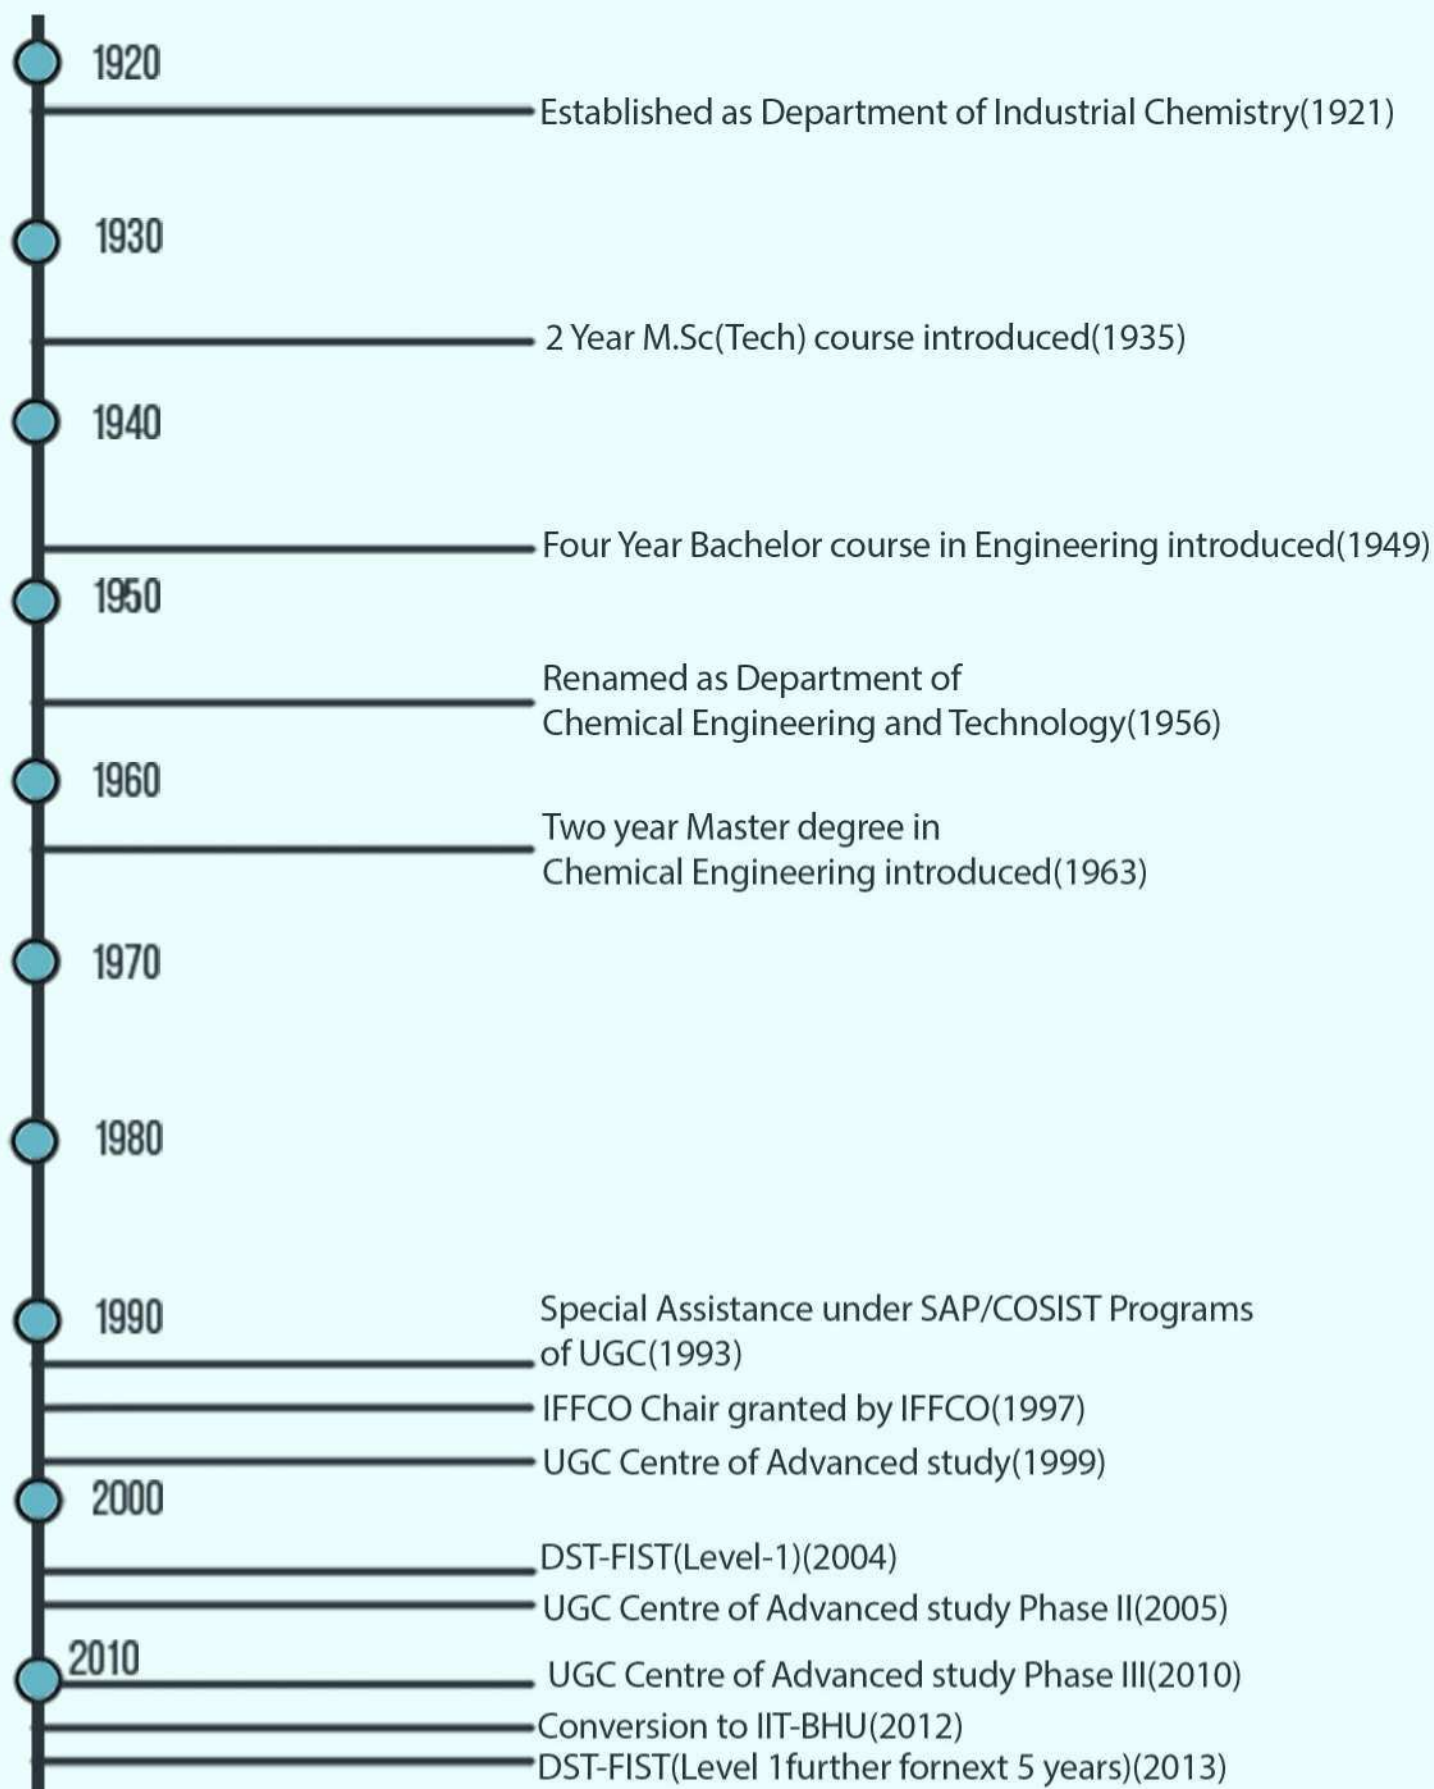 1920
Established as Department of Industrial Chemistry(1921)
1930
2 Year M.Sc(Tech) course introduced(1935)
1940
Four Year Bachelor course in Engineering introduced(1949)
1950
Renamed as Department of
Chemical Engineering and Technology(1956)
1960
Two year Master degree in
Chemical Engineering introduced(1963)
1970
1980
1990
Special Assistance under SAP/COSIST Programs
of UGC(1993)
IFFCO Chair granted by IFFCO(1997)
UGC Centre of Advanced study(1999)
2000
DST-FIST(Level-1)(2004)
UGC Centre of Advanced study Phase II(2005)
2010
UGC Centre of Advanced study Phase III(2010)
Conversion to IIT-BHU(2012)
DST-FIST(Level 1further fornext 5 years)(2013)